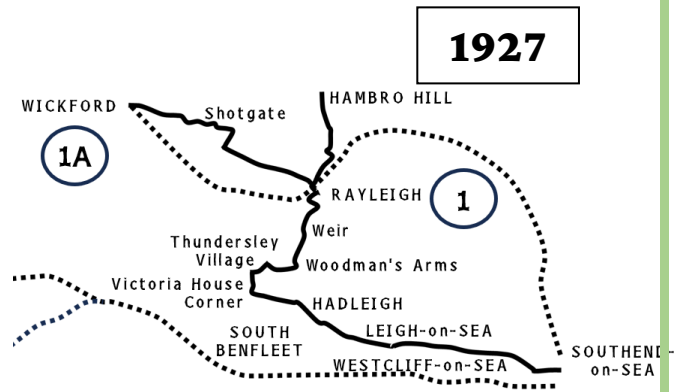 1927
WICKFORD
Shotgate
HAMBRO HILL
1A
RAYLEIGH
1
Weir
Thundersley
Village
Woodman's Arms
Victoria House
Corner
HADLEIGH
SOUTH
BENFLEET
LEIGH-on-SEA
WESTCLIFF-on-SEA
SOUTHEND-
on-SEA